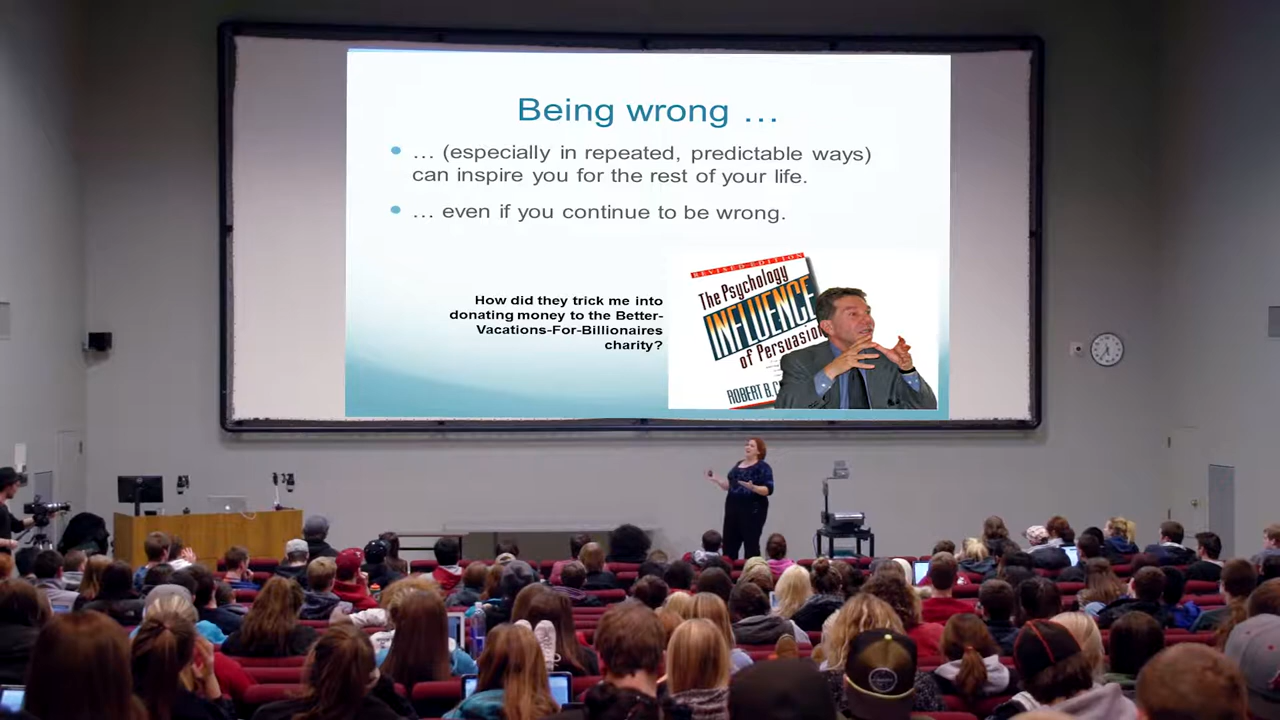 Being wrong …
… (especially in repeated, predictable ways)
can inspire you for the rest of your life.
… even if you continue to be wrong.
How did they trick me into
donating money to the Better-
Vacations-For-Billionaires
charity?
REVISED EDITION
The Psychology
INFLUENCE
of Persuasion
ROBERT B.